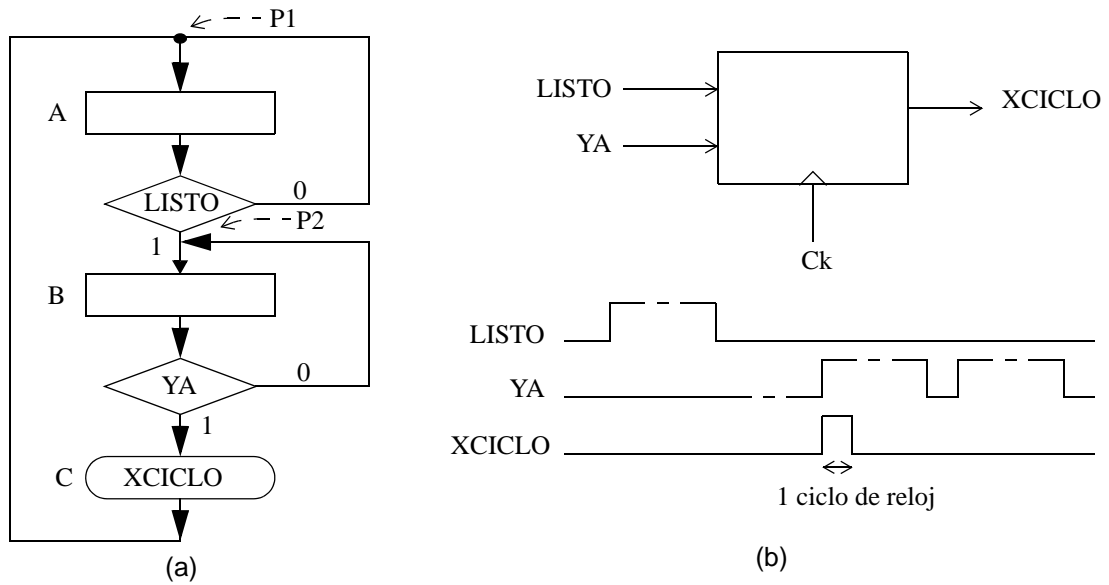 P1
A
LISTO
0
P2
1
B
YA
0
1
C
XCICLO
(a)
LISTO
YA
XCICLO
Ck
LISTO
YA
XCICLO
1 ciclo de reloj
(b)